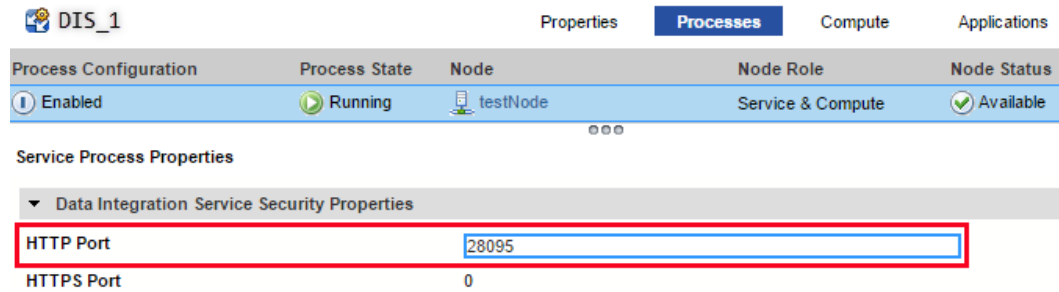 DIS_1 Properties Processes Compute Applications
Process Configuration Process State Node Node Role Node Status
Enabled Running testNode Service & Compute Available
Service Process Properties
Data Integration Service Security Properties
HTTP Port 28095
HTTPS Port 0